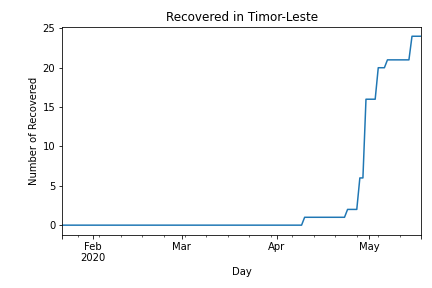 Recovered in Timor-Leste
25
20
15
10
5
0
Number of Recovered
Feb
2020
Mar
Apr
May
Day